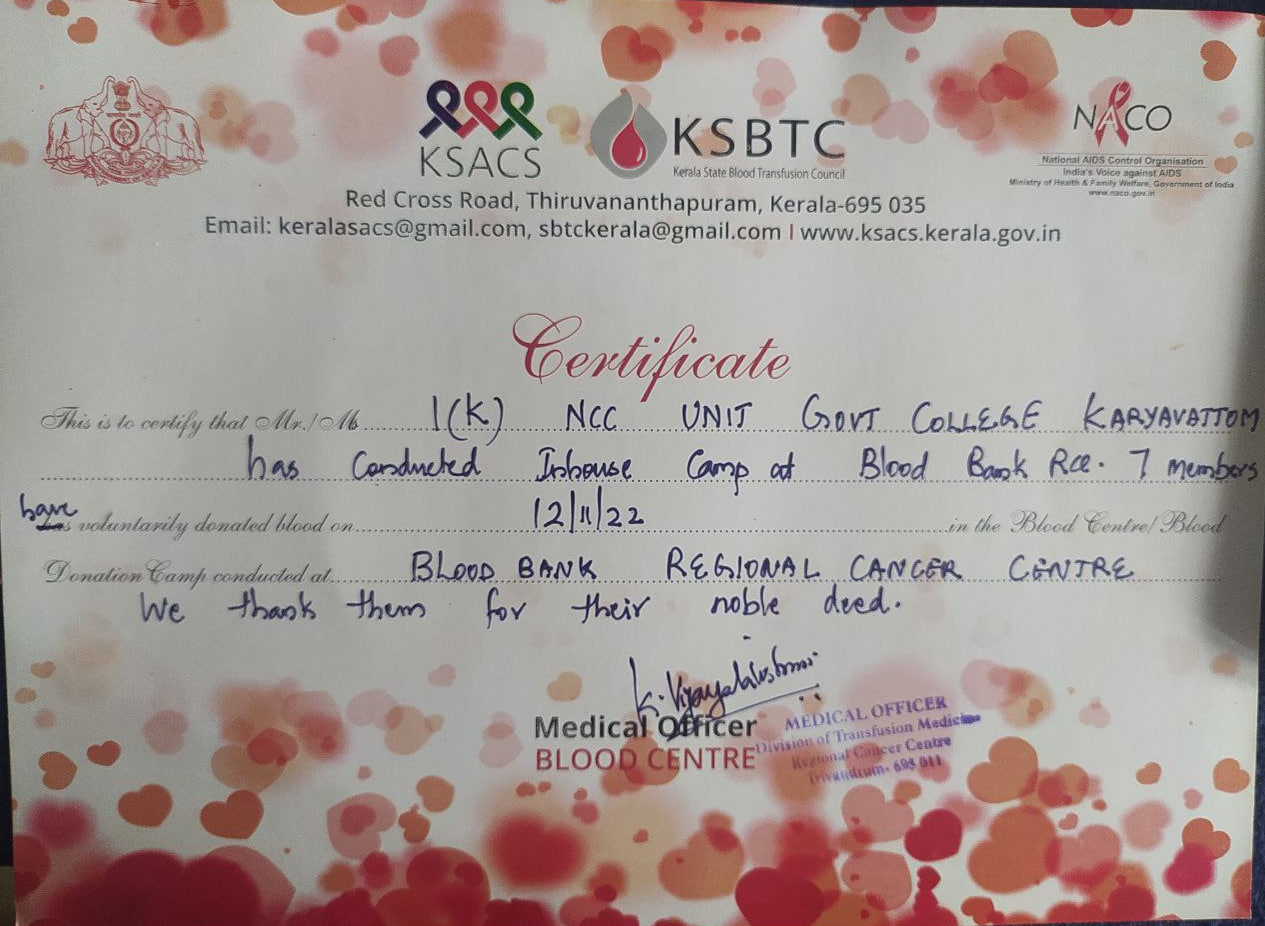 KSACS
KSBTC
Kerala State Blood Transfusion Council
NACO
National AIDS Control Organisation
India's Voice against AIDS
Ministry of Health & Family Welfare, Government of India
www.naco.gov.in
Red Cross Road, Thiruvananthapuram, Kerala-695 035
Email: keralasacs@gmail.com, sbtckerala@gmail.com I www.ksacs.kerala.gov.in
Certificate
This is to certify that Mr./Ms 1(K) NCC UNIT GOVT COLLEGE KARYAVATTOM
has Conducted Inhouse Camp at Blood Bank RCC. 7 members
have voluntarily donated blood on 12/11/22 in the Blood Centre/Blood
Donation Camp conducted at BLOOD BANK REGIONAL CANCER CENTRE
We thank them for their noble deed.
K. Vijayalakshmi
Medical Officer
BLOOD CENTRE
MEDICAL OFFICER
Division of Transfusion Medicine
Regional Cancer Centre
Trivandrum- 695 011